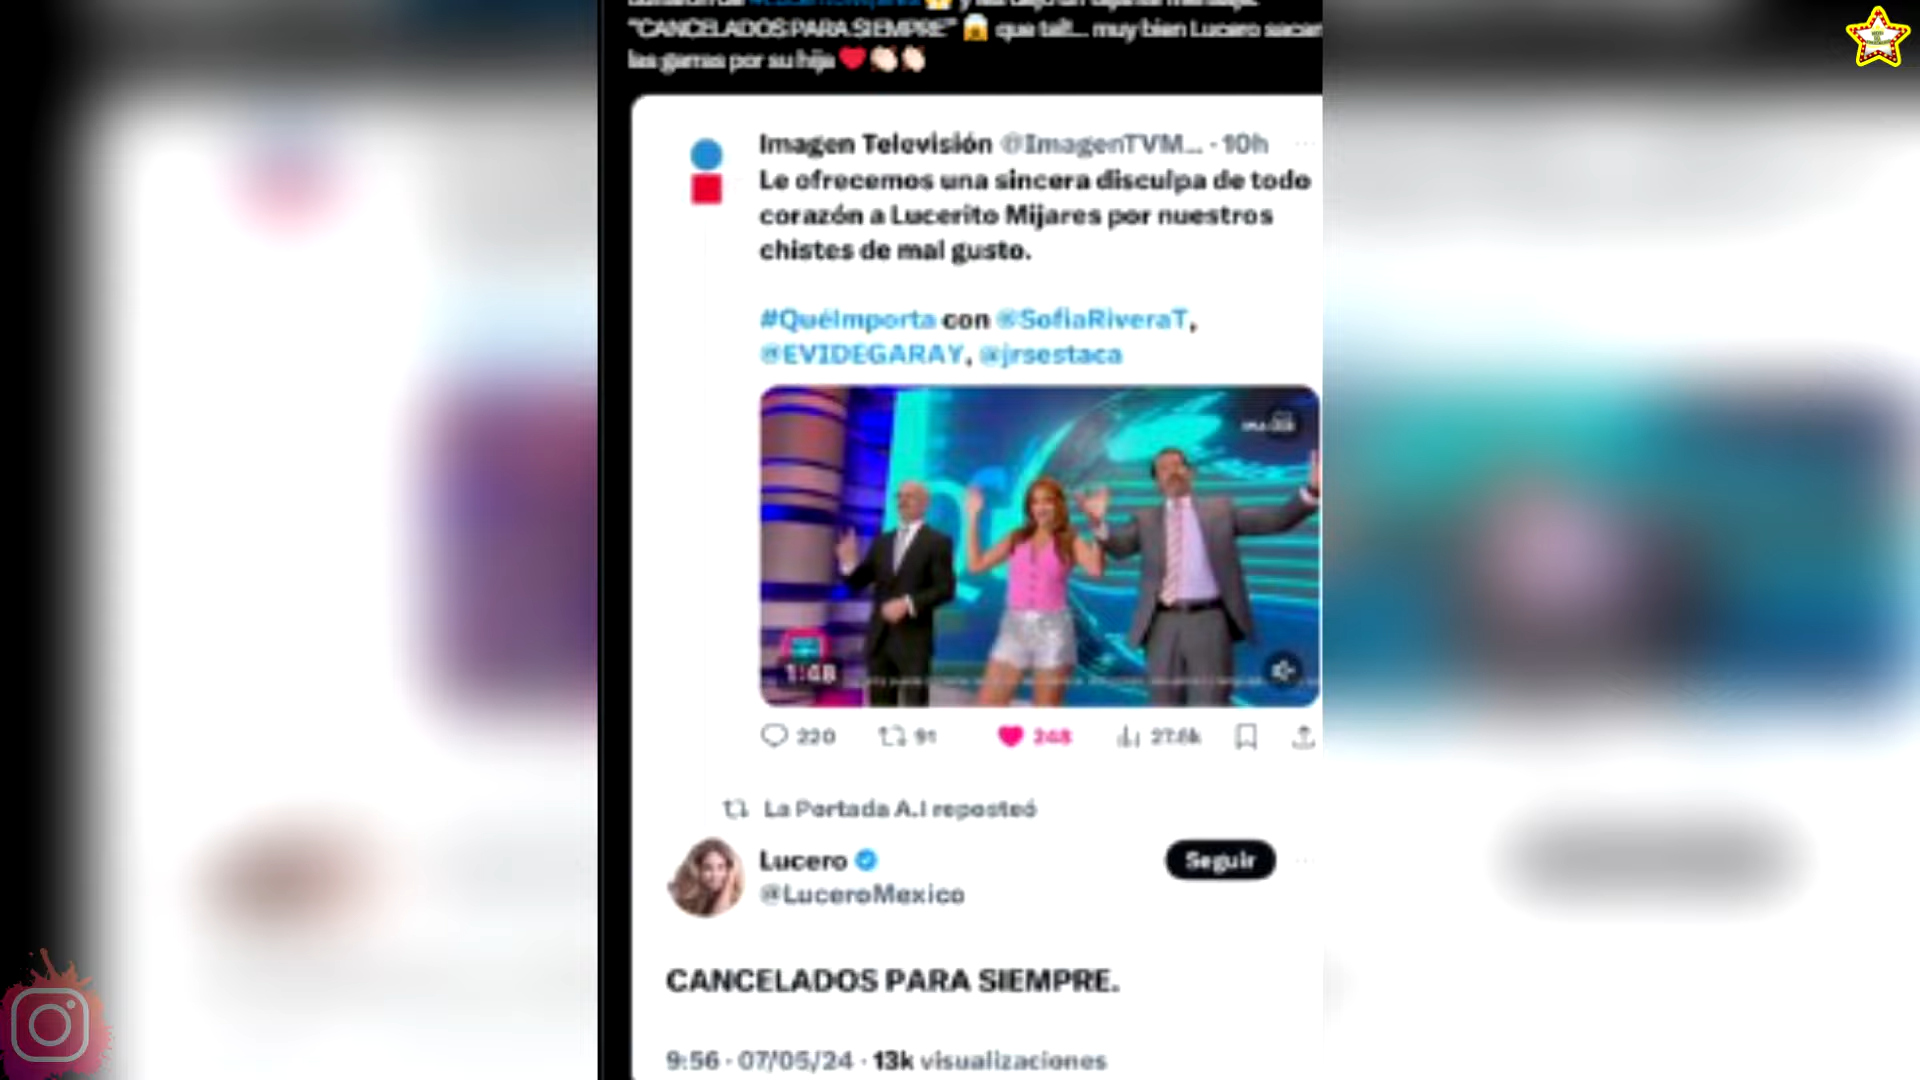 "CANCELADOS PARA SIEMPRE" 😱 que tal!... muy bien Lucero sacar
las garras por su hija ❤️👏🏻👏🏻
Imagen Televisión @ImagenTVM... · 10h
Le ofrecemos una sincera disculpa de todo
corazón a Lucerito Mijares por nuestros
chistes de mal gusto.
#QuéImporta con @SofiaRiveraT,
@EVIDEGARAY, @jrsestaca
1:48
220 91 248 27.6k
La Portada A.I reposteó
Lucero
@LuceroMexico
Seguir
CANCELADOS PARA SIEMPRE.
9:56 · 07/05/24 · 13k visualizaciones